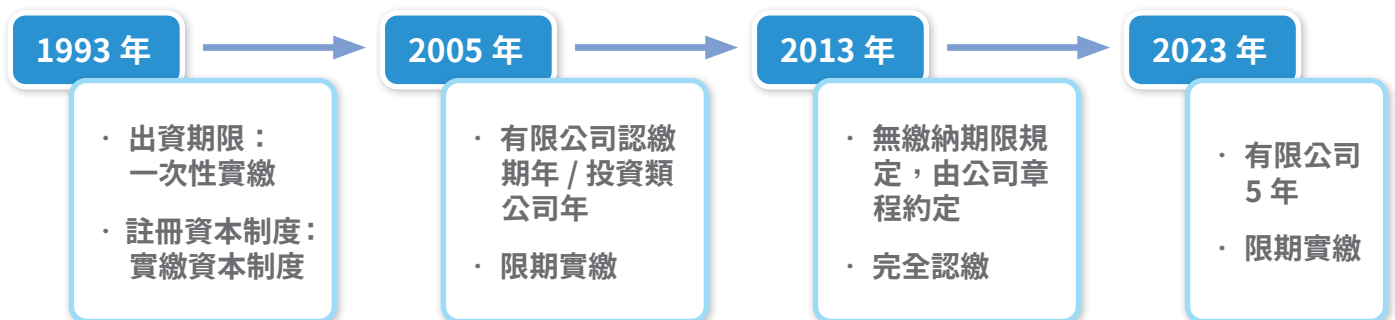 1993 年
· 出資期限：
一次性實繳
· 註冊資本制度：
實繳資本制度
2005 年
· 有限公司認繳
期年 / 投資類
公司年
· 限期實繳
2013 年
· 無繳納期限規
定，由公司章
程約定
· 完全認繳
2023 年
· 有限公司
5 年
· 限期實繳